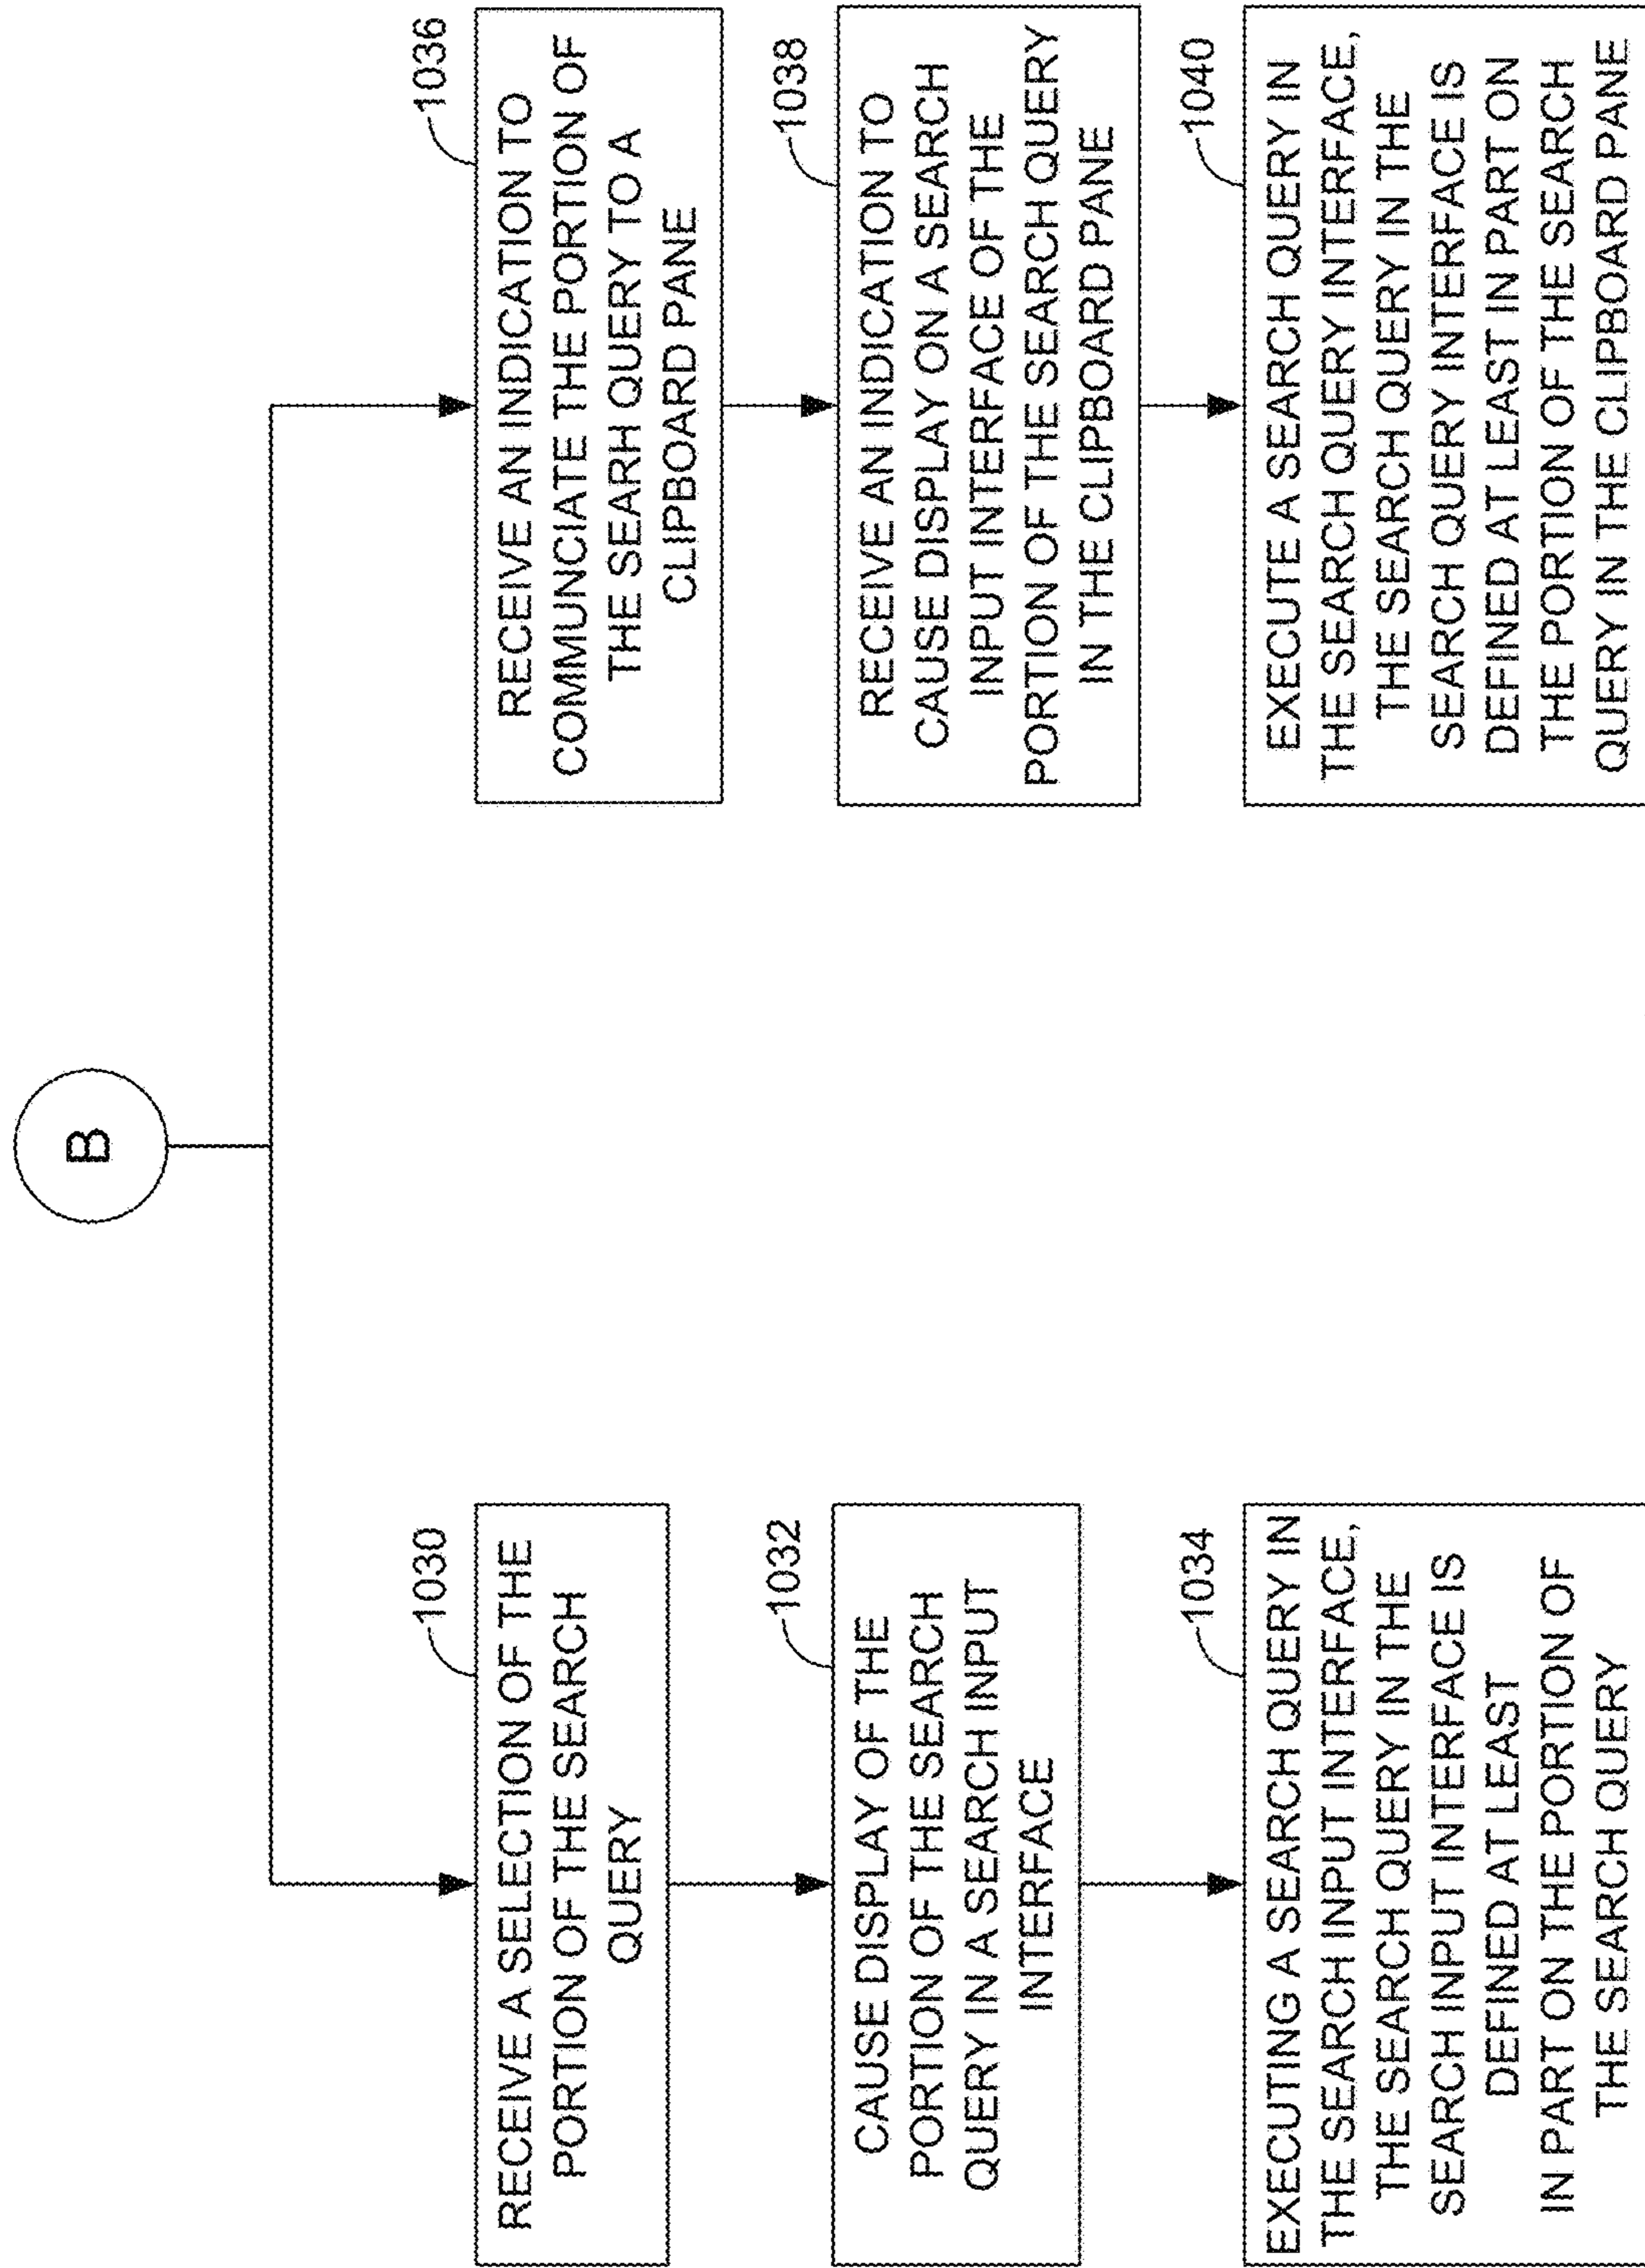 B
1030
RECEIVE A SELECTION OF THE
PORTION OF THE SEARCH
QUERY
1032
CAUSE DISPLAY OF THE
PORTION OF THE SEARCH
QUERY IN A SEARCH INPUT
INTERFACE
1034
EXECUTING A SEARCH QUERY IN
THE SEARCH INPUT INTERFACE,
THE SEARCH QUERY IN THE
SEARCH INPUT INTERFACE IS
DEFINED AT LEAST
IN PART ON THE PORTION OF
THE SEARCH QUERY
1036
RECEIVE AN INDICATION TO
COMMUNCIATE THE PORTION OF
THE SEARH QUERY TO A
CLIPBOARD PANE
1038
RECEIVE AN INDICATION TO
CAUSE DISPLAY ON A SEARCH
INPUT INTERFACE OF THE
PORTION OF THE SEARCH QUERY
IN THE CLIPBOARD PANE
1040
EXECUTE A SEARCH QUERY IN
THE SEARCH QUERY INTERFACE,
THE SEARCH QUERY IN THE
SEARCH QUERY INTERFACE IS
DEFINED AT LEAST IN PART ON
THE PORTION OF THE SEARCH
QUERY IN THE CLIPBOARD PANE